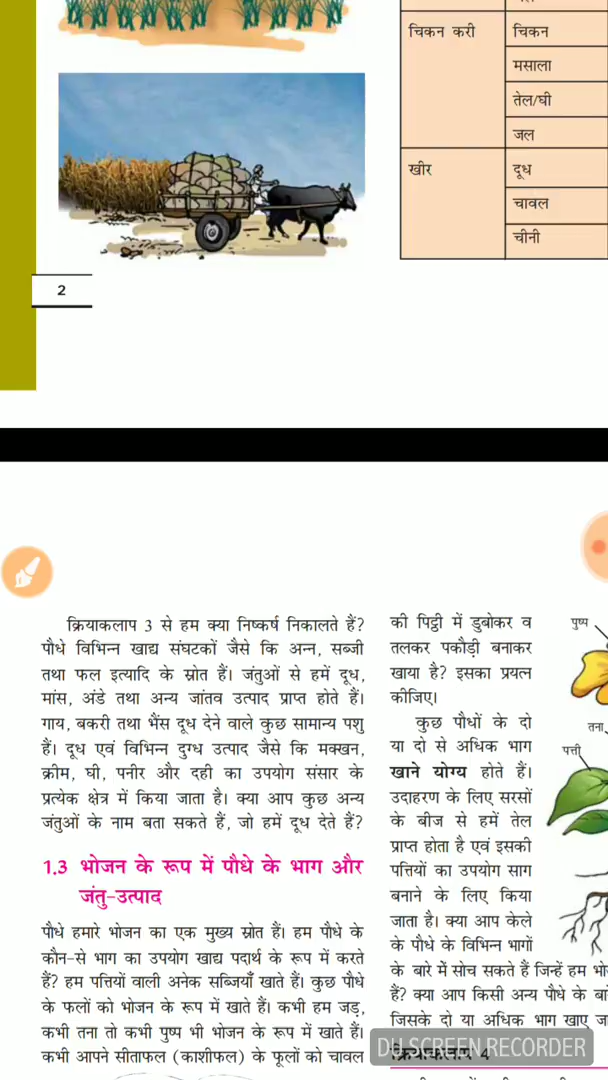 चिकन करी
चिकन
मसाला
तेल/घी
जल
खीर
दूध
चावल
चीनी
2
क्रियाकलाप 3 से हम क्या निष्कर्ष निकालते हैं?
पौधे विभिन्न खाद्य संघटकों जैसे कि अन्न, सब्जी
तथा फल इत्यादि के स्रोत हैं। जंतुओं से हमें दूध,
मांस, अंडे तथा अन्य जांतव उत्पाद प्राप्त होते हैं।
गाय, बकरी तथा भैंस दूध देने वाले कुछ सामान्य पशु
हैं। दूध एवं विभिन्न दुग्ध उत्पाद जैसे कि मक्खन,
क्रीम, घी, पनीर और दही का उपयोग संसार के
प्रत्येक क्षेत्र में किया जाता है। क्या आप कुछ अन्य
जंतुओं के नाम बता सकते हैं, जो हमें दूध देते हैं?
1.3 भोजन के रूप में पौधे के भाग और
जंतु-उत्पाद
पौधे हमारे भोजन का एक मुख्य स्रोत हैं। हम पौधे के
कौन-से भाग का उपयोग खाद्य पदार्थ के रूप में करते
हैं? हम पत्तियों वाली अनेक सब्जियाँ खाते हैं। कुछ पौधे
के फलों को भोजन के रूप में खाते हैं। कभी हम जड़,
कभी तना तो कभी पुष्प भी भोजन के रूप में खाते हैं।
कभी आपने सीताफल (काशीफल) के फूलों को चावल
की पिट्ठी में डुबोकर व
तलकर पकौड़ी बनाकर
खाया है? इसका प्रयत्न
कीजिए।
कुछ पौधों के दो
या दो से अधिक भाग
खाने योग्य होते हैं।
उदाहरण के लिए सरसों
के बीज से हमें तेल
प्राप्त होता है एवं इसकी
पत्तियों का उपयोग साग
बनाने के लिए किया
जाता है। क्या आप केले
के पौधे के विभिन्न भागों
के बारे में सोच सकते हैं जिन्हें हम
हैं? क्या आप किसी अन्य पौधे के
जिसके दो या अधिक भाग खाए
क्रियाकलाप 4
पुष्प
तना
पत्ती
DU SCREEN RECORDER